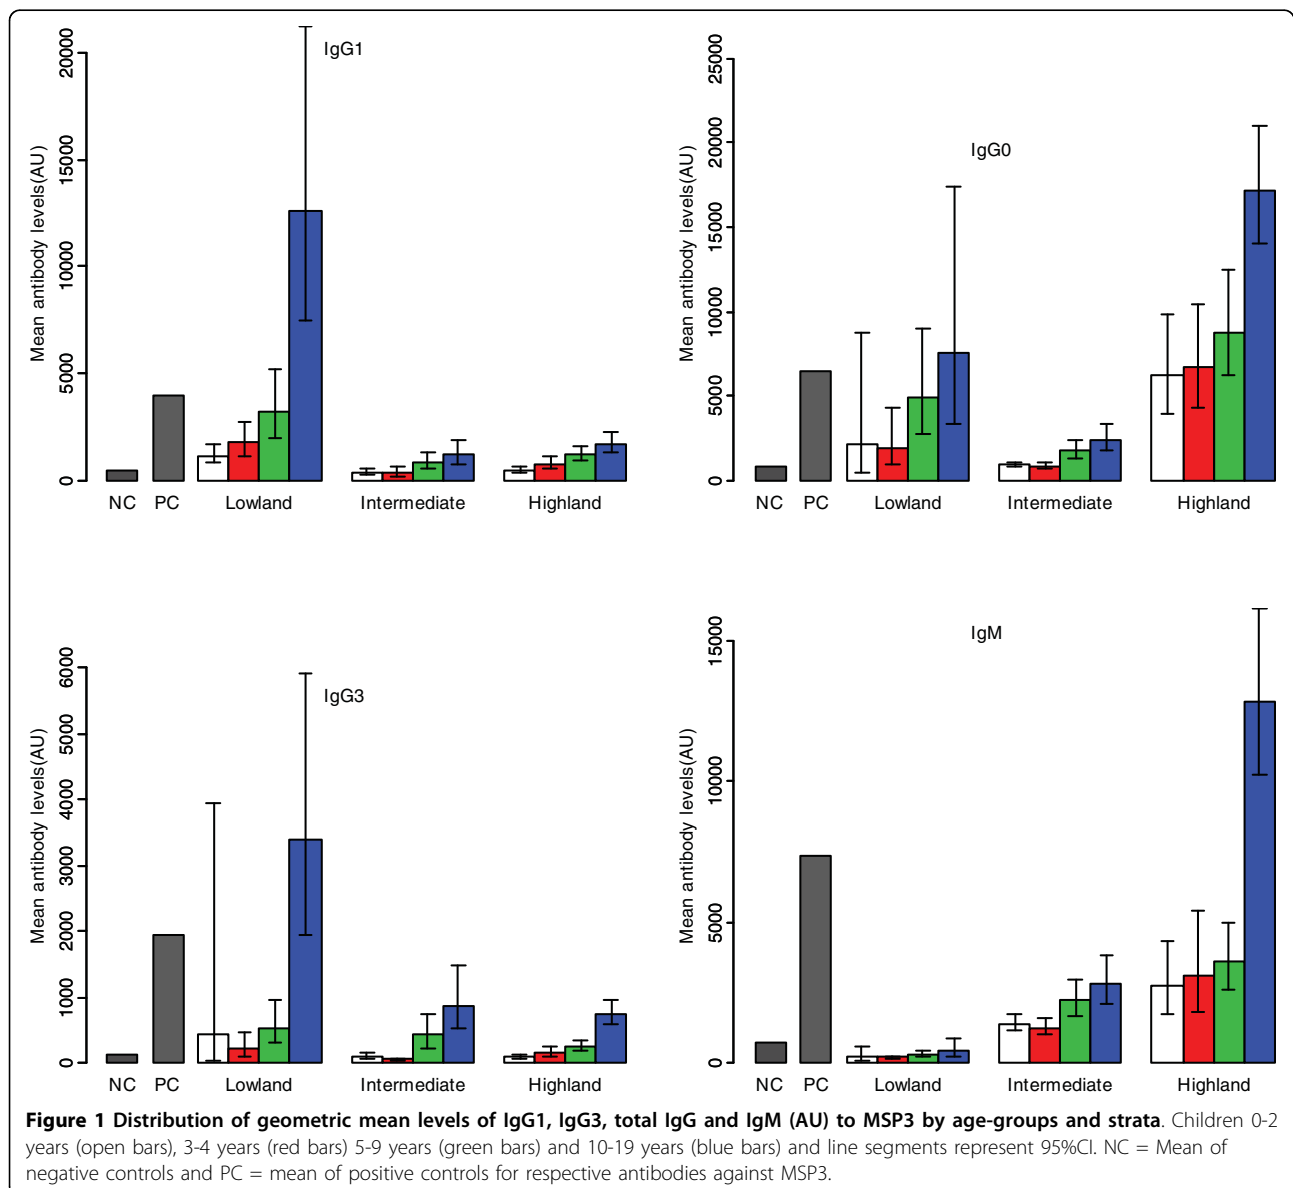 IgG1
Mean antibody levels(AU)
0 5000 10000 15000 20000
NC PC Lowland Intermediate Highland
IgG0
Mean antibody levels(AU)
0 5000 10000 15000 20000 25000
NC PC Lowland Intermediate Highland
IgG3
Mean antibody levels(AU)
0 1000 2000 3000 4000 5000 6000
NC PC Lowland Intermediate Highland
IgM
Mean antibody levels(AU)
0 5000 10000 15000
NC PC Lowland Intermediate Highland
Figure 1 Distribution of geometric mean levels of IgG1, IgG3, total IgG and IgM (AU) to MSP3 by age-groups and strata. Children 0-2
years (open bars), 3-4 years (red bars) 5-9 years (green bars) and 10-19 years (blue bars) and line segments represent 95%CI. NC = Mean of
negative controls and PC = mean of positive controls for respective antibodies against MSP3.